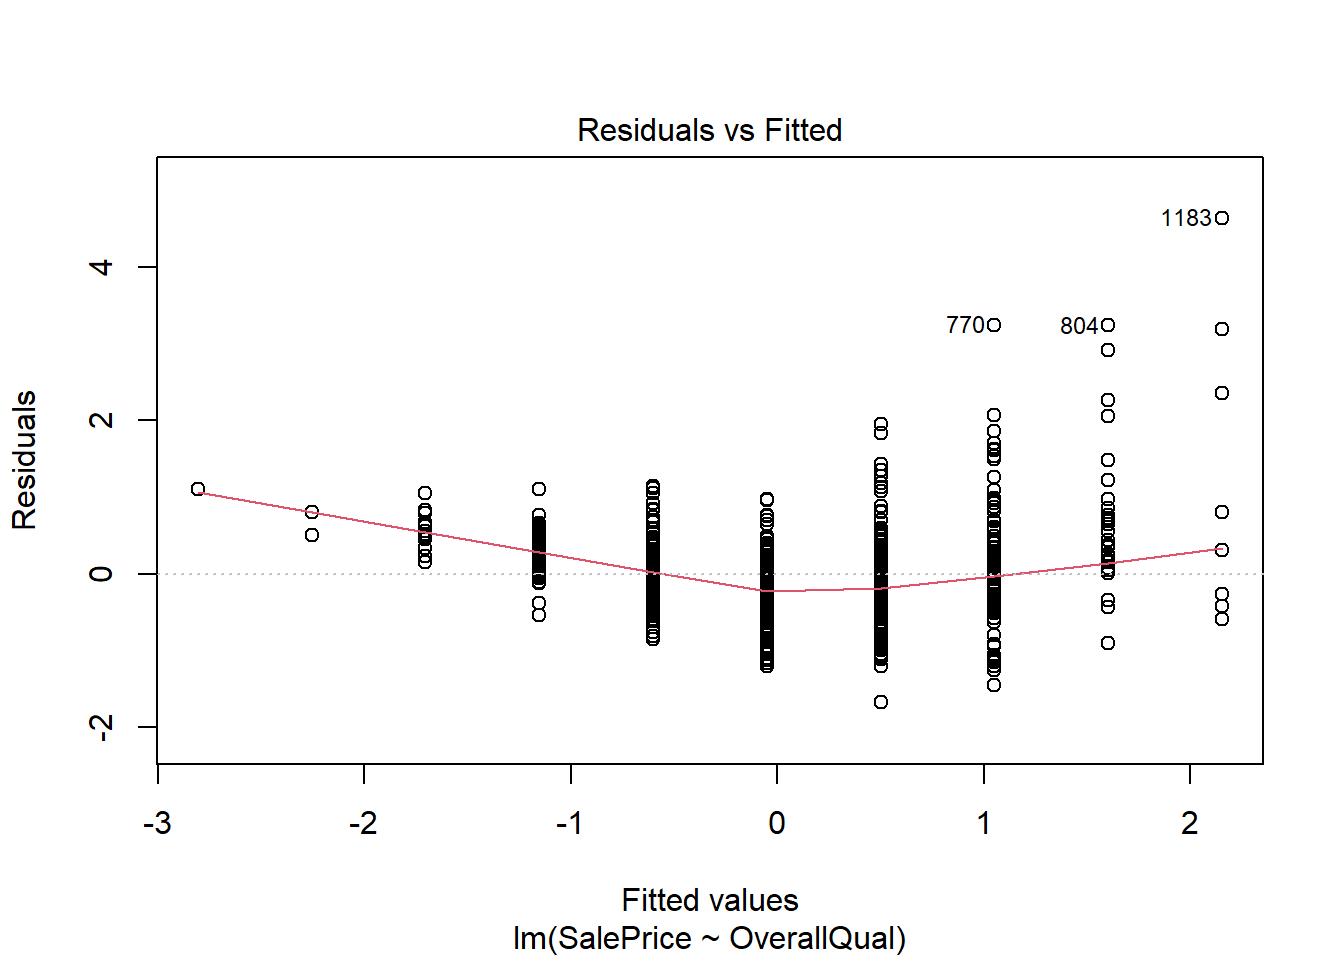 Residuals vs Fitted
Residuals
4
2
0
-2
1183
770
804
-3 -2 -1 0 1 2
Fitted values
lm(SalePrice ~ OverallQual)